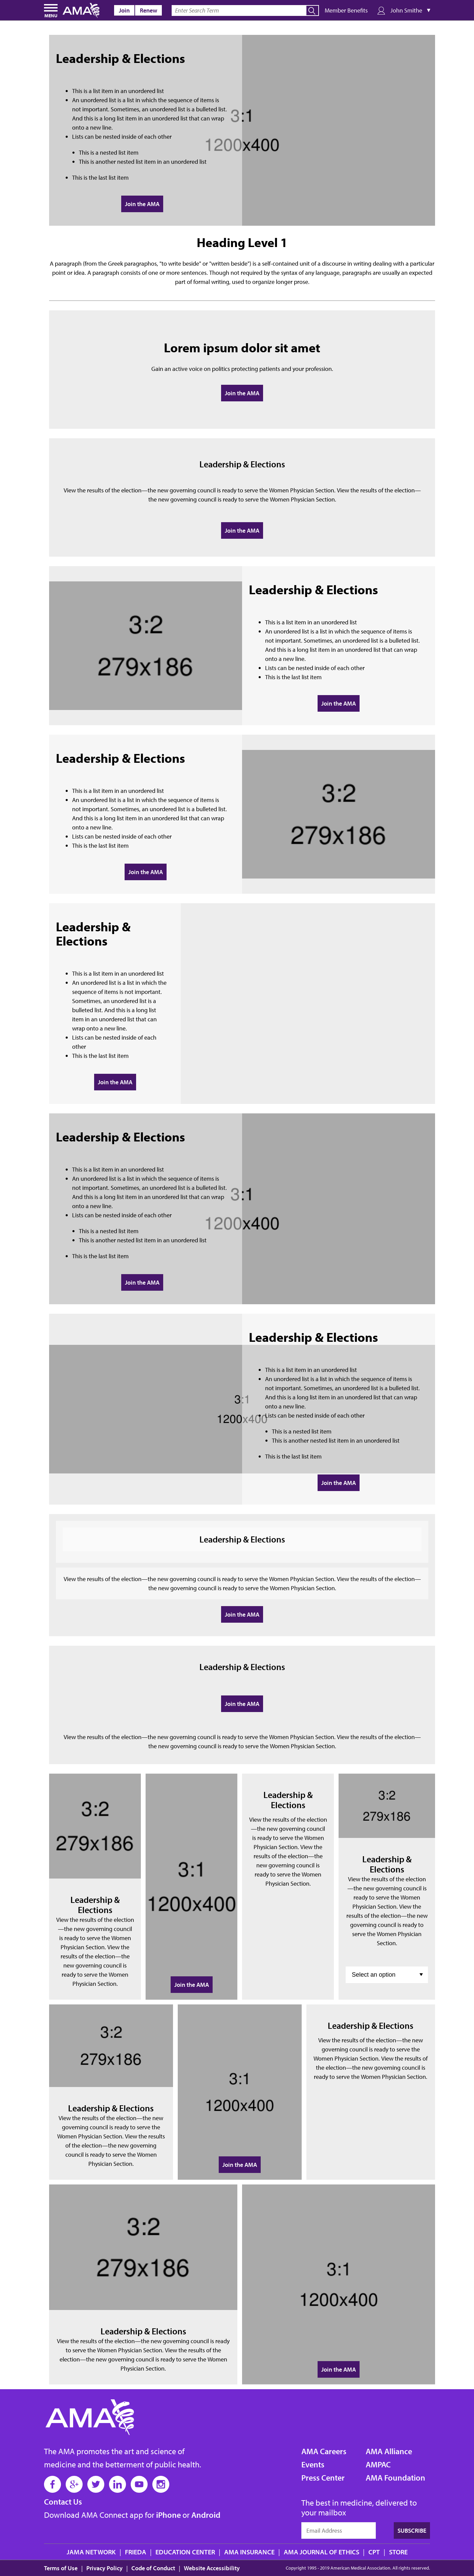 MENU
AMA
Join
Renew
Enter Search Term
Member Benefits
John Smithe
Leadership & Elections
This is a list item in an unordered list
An unordered list is a list in which the sequence of items is
not important. Sometimes, an unordered list is a bulleted list.
And this is a long list item in an unordered list that can wrap
onto a new line.
Lists can be nested inside of each other
This is a nested list item
This is another nested list item in an unordered list
This is the last list item
Join the AMA
3:1
1200x400
Heading Level 1
A paragraph (from the Greek paragraphos, "to write beside" or "written beside") is a self-contained unit of a discourse in writing dealing with a particular
point or idea. A paragraph consists of one or more sentences. Though not required by the syntax of any language, paragraphs are usually an expected
part of formal writing, used to organize longer prose.
Lorem ipsum dolor sit amet
Gain an active voice on politics protecting patients and your profession.
Join the AMA
Leadership & Elections
View the results of the election—the new governing council is ready to serve the Women Physician Section. View the results of the election—
the new governing council is ready to serve the Women Physician Section.
Join the AMA
3:2
279x186
Leadership & Elections
This is a list item in an unordered list
An unordered list is a list in which the sequence of items is
not important. Sometimes, an unordered list is a bulleted list.
And this is a long list item in an unordered list that can wrap
onto a new line.
Lists can be nested inside of each other
This is the last list item
Join the AMA
Leadership & Elections
This is a list item in an unordered list
An unordered list is a list in which the sequence of items is
not important. Sometimes, an unordered list is a bulleted list.
And this is a long list item in an unordered list that can wrap
onto a new line.
Lists can be nested inside of each other
This is the last list item
Join the AMA
3:2
279x186
Leadership &
Elections
This is a list item in an unordered list
An unordered list is a list in which the
sequence of items is not important.
Sometimes, an unordered list is a
bulleted list. And this is a long list
item in an unordered list that can
wrap onto a new line.
Lists can be nested inside of each
other
This is the last list item
Join the AMA
Leadership & Elections
This is a list item in an unordered list
An unordered list is a list in which the sequence of items is
not important. Sometimes, an unordered list is a bulleted list.
And this is a long list item in an unordered list that can wrap
onto a new line.
Lists can be nested inside of each other
This is a nested list item
This is another nested list item in an unordered list
This is the last list item
Join the AMA
3:1
1200x400
Leadership & Elections
This is a list item in an unordered list
An unordered list is a list in which the sequence of items is
not important. Sometimes, an unordered list is a bulleted list.
And this is a long list item in an unordered list that can wrap
onto a new line.
Lists can be nested inside of each other
This is a nested list item
This is another nested list item in an unordered list
This is the last list item
Join the AMA
3:1
1200x400
Leadership & Elections
View the results of the election—the new governing council is ready to serve the Women Physician Section. View the results of the election—
the new governing council is ready to serve the Women Physician Section.
Join the AMA
Leadership & Elections
Join the AMA
View the results of the election—the new governing council is ready to serve the Women Physician Section. View the results of the election—
the new governing council is ready to serve the Women Physician Section.
3:2
279x186
Leadership &
Elections
View the results of the election
—the new governing council
is ready to serve the Women
Physician Section. View the
results of the election—the
new governing council is
ready to serve the Women
Physician Section.
3:1
1200x400
Join the AMA
Leadership &
Elections
View the results of the election
—the new governing council
is ready to serve the Women
Physician Section. View the
results of the election—the
new governing council is
ready to serve the Women
Physician Section.
3:2
279x186
Leadership &
Elections
View the results of the election
—the new governing council is
ready to serve the Women
Physician Section. View the
results of the election—the new
governing council is ready to
serve the Women Physician
Section.
Select an option
3:2
279x186
Leadership & Elections
View the results of the election—the new
governing council is ready to serve the
Women Physician Section. View the results
of the election—the new governing
council is ready to serve the Women
Physician Section.
3:1
1200x400
Join the AMA
Leadership & Elections
View the results of the election—the new
governing council is ready to serve the
Women Physician Section. View the results of
the election—the new governing council is
ready to serve the Women Physician Section.
3:2
279x186
Leadership & Elections
View the results of the election—the new governing council is ready
to serve the Women Physician Section. View the results of the
election—the new governing council is ready to serve the Women
Physician Section.
3:1
1200x400
Join the AMA
AMA
The AMA promotes the art and science of
medicine and the betterment of public health.
Contact Us
Download AMA Connect app for iPhone or Android
AMA Careers
Events
Press Center
AMA Alliance
AMPAC
AMA Foundation
The best in medicine, delivered to
your mailbox
Email Address
SUBSCRIBE
JAMA NETWORK | FRIEDA | EDUCATION CENTER | AMA INSURANCE | AMA JOURNAL OF ETHICS | CPT | STORE
Terms of Use | Privacy Policy | Code of Conduct | Website Accessibility
Copyright 1995 - 2019 American Medical Association. All rights reserved.